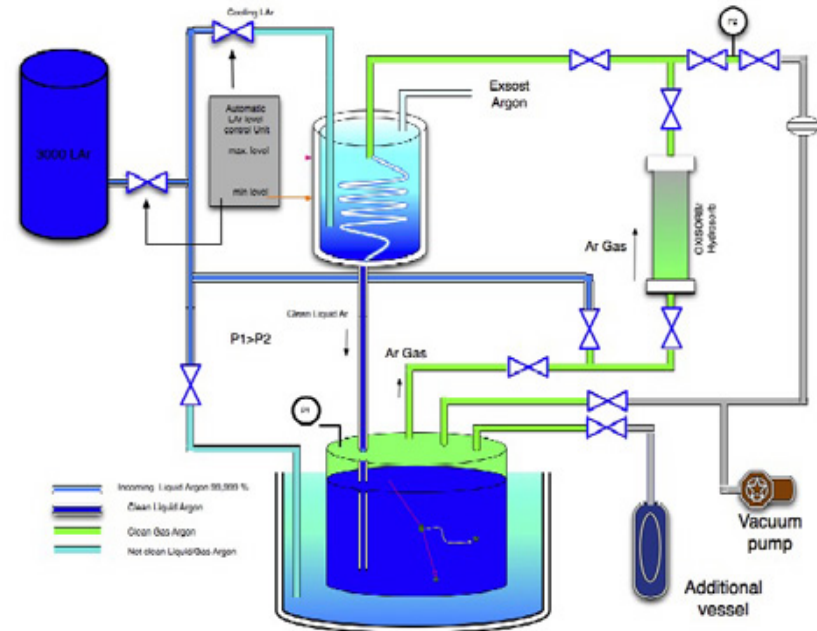 Cooling LAr
Automatic
LAr level
control Unit
max. level
min level
3000 LAr
Exsost
Argon
P2
OXISORB/
Hydrosorb
Ar Gas
Clean Liquid Ar
P1>P2
Ar Gas
P1
Incoming Liquid Argon 99,999 %
Clean Liquid Argon
Clean Gas Argon
Not clean Liquid/Gas Argon
Vacuum
pump
Additional
vessel